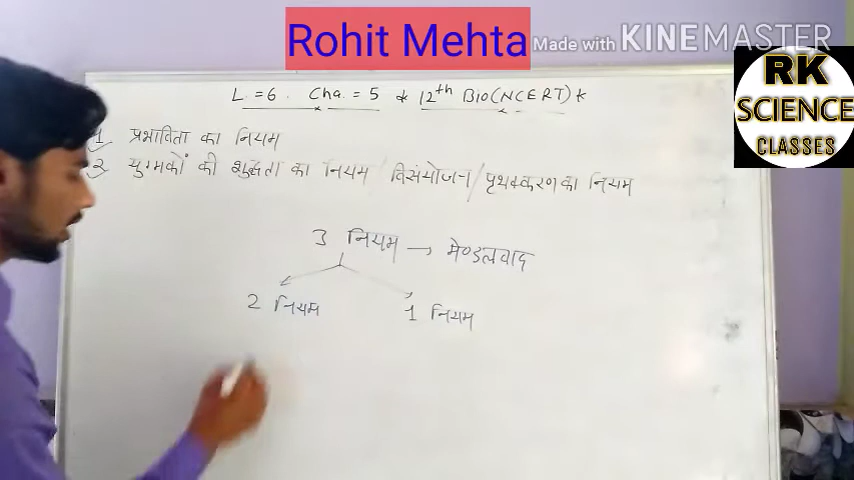 Rohit Mehta
Made with KINEMASTER
RK
SCIENCE
CLASSES
L = 6. Cha. = 5 * 12th Bio (NCERT) *
1 प्रभाविता का नियम
2 युग्मकों की शुद्धता का नियम / विसंयोजन / पृथक्करण का नियम
3 नियम → मेण्डलवाद
2 नियम 1 नियम